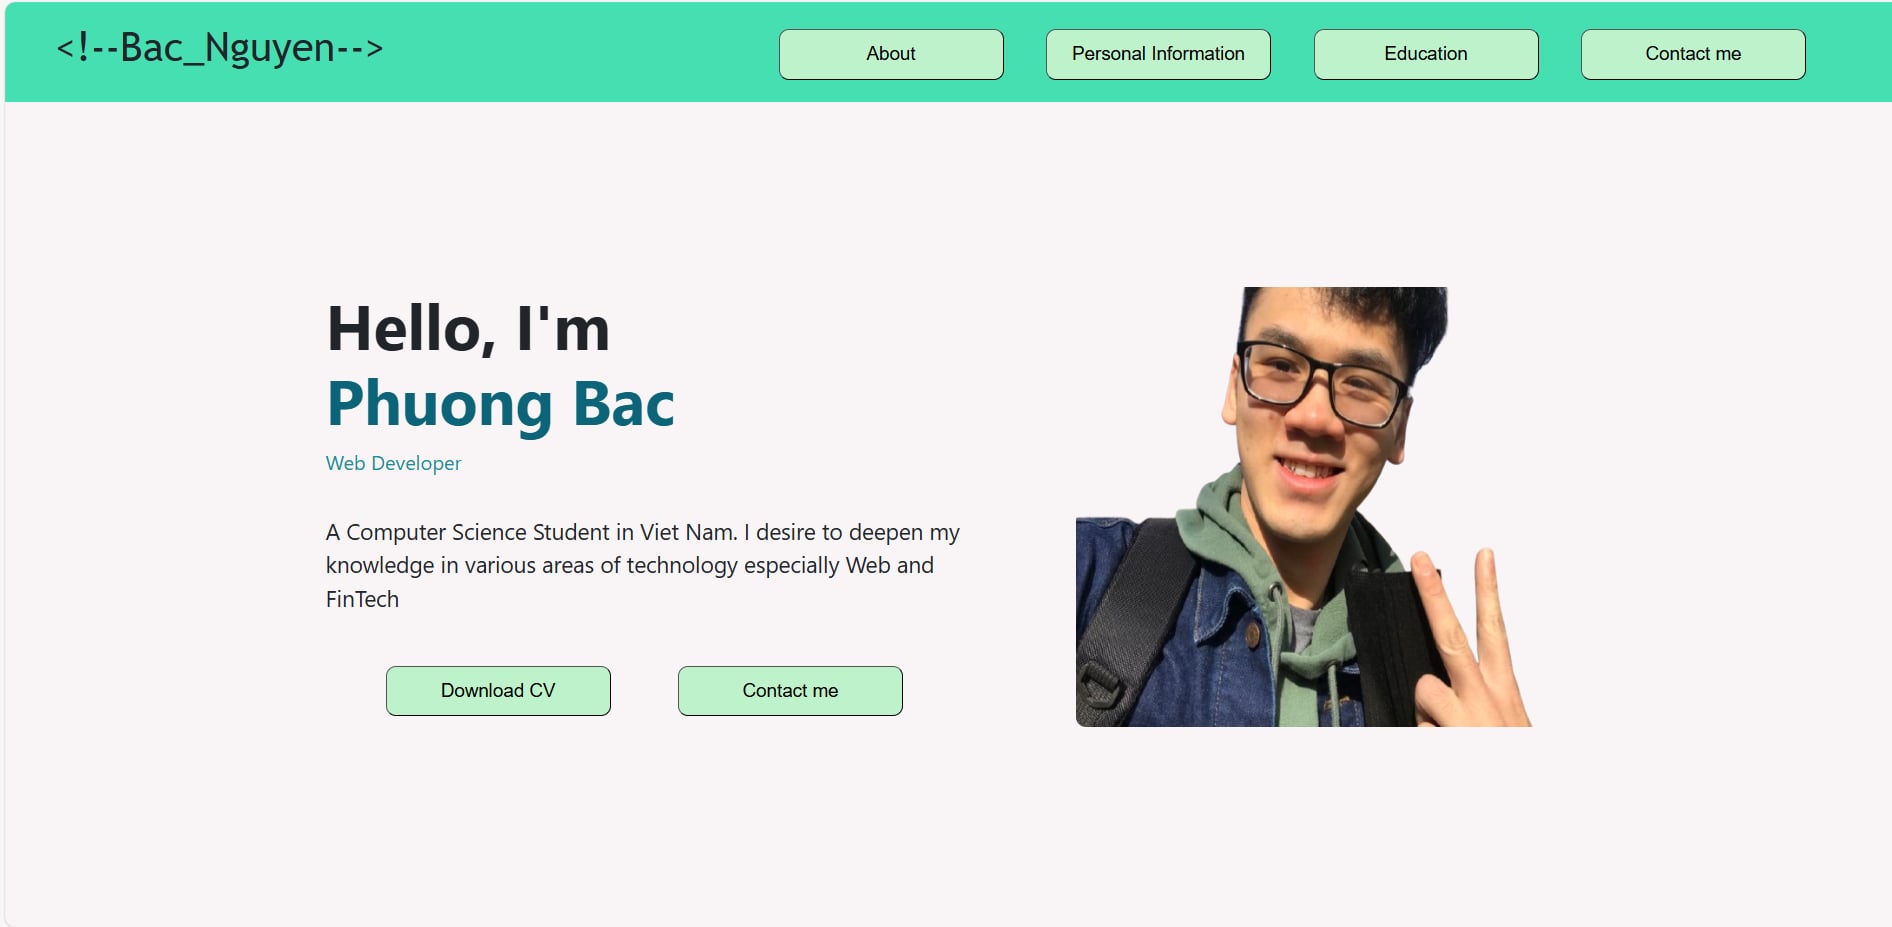 <!--Bac_Nguyen-->
About
Personal Information
Education
Contact me
Hello, I'm
Phuong Bac
Web Developer
A Computer Science Student in Viet Nam. I desire to deepen my
knowledge in various areas of technology especially Web and
FinTech
Download CV
Contact me